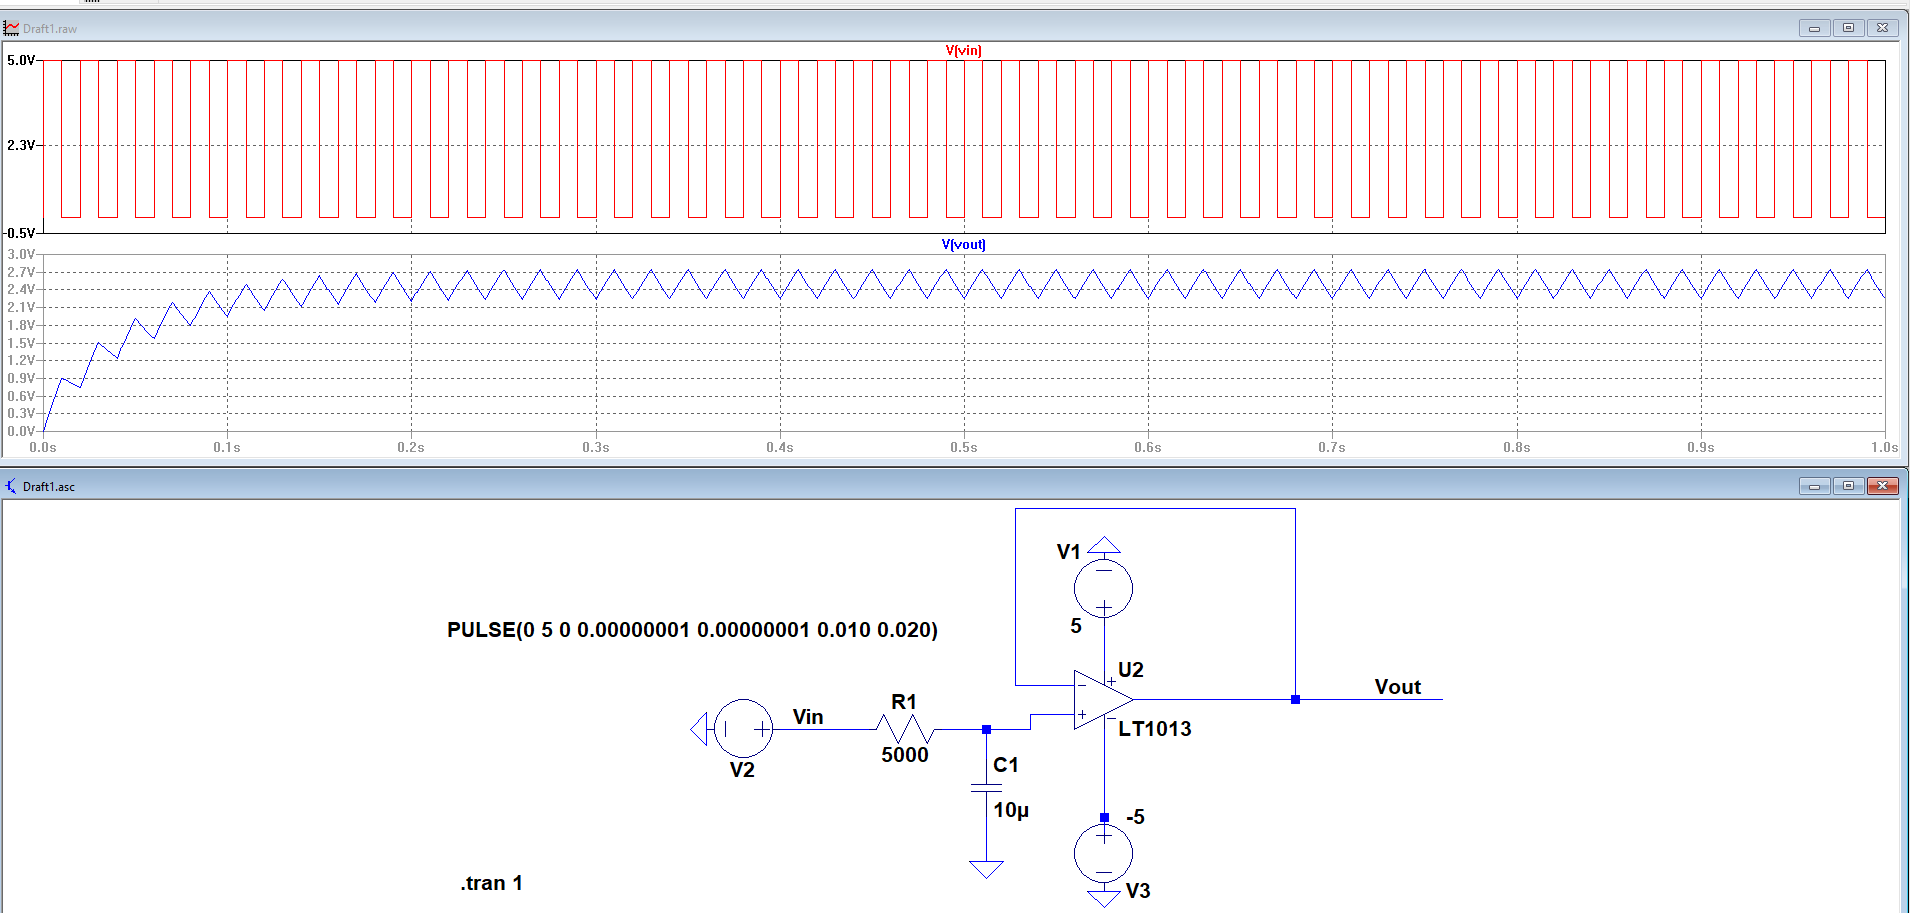 Draft1.raw
V(vin)
5.0V
2.3V
-0.5V
V(vout)
3.0V
2.7V
2.4V
2.1V
1.8V
1.5V
1.2V
0.9V
0.6V
0.3V
0.0V
0.0s 0.1s 0.2s 0.3s 0.4s 0.5s 0.6s 0.7s 0.8s 0.9s 1.0s
Draft1.asc
V1
5
PULSE(0 5 0 0.00000001 0.00000001 0.010 0.020)
U2
Vout
R1
Vin
LT1013
5000
C1
V2
10µ
-5
.tran 1
V3